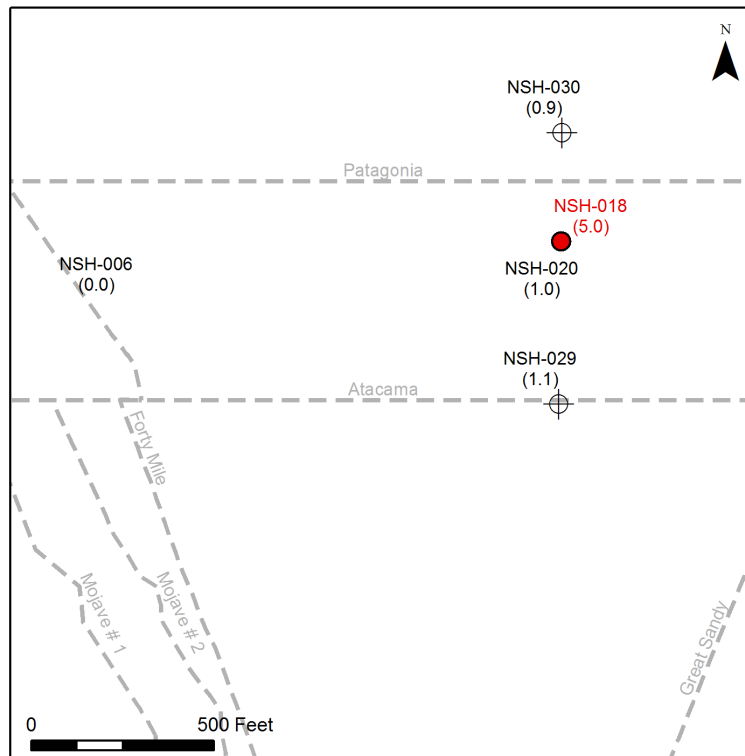 N
NSH-030
(0.9)
Patagonia
NSH-018
(5.0)
NSH-006
(0.0)
NSH-020
(1.0)
NSH-029
(1.1)
Atacama
Forty Mile
Mojave # 1
Mojave # 2
Great Sandy
0 500 Feet